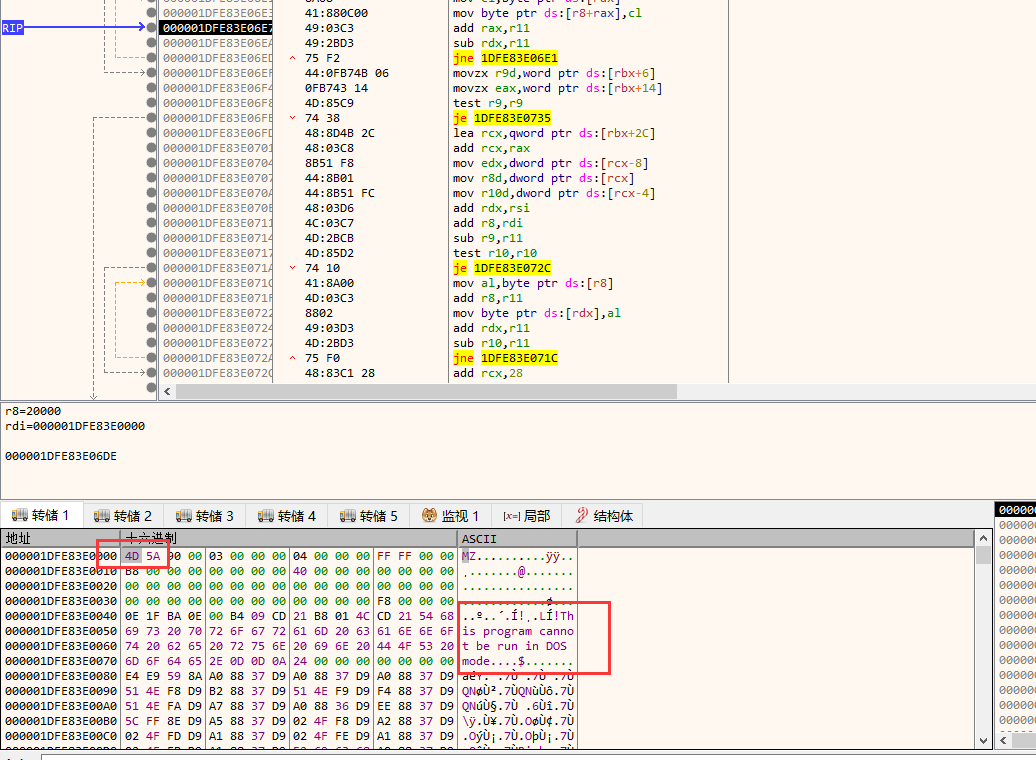 RIP
41:880C00 mov byte ptr ds:[r8+rax],cl
000001DFE83E06E7 49:03C3 add rax,r11
000001DFE83E06EA 49:2BD3 sub rdx,r11
000001DFE83E06ED 75 F2 jne 1DFE83E06E1
000001DFE83E06EF 44:0FB74B 06 movzx r9d,word ptr ds:[rbx+6]
000001DFE83E06F4 0FB743 14 movzx eax,word ptr ds:[rbx+14]
000001DFE83E06F8 4D:85C9 test r9,r9
000001DFE83E06FB 74 38 je 1DFE83E0735
000001DFE83E06FD 48:8D4B 2C lea rcx,qword ptr ds:[rbx+2C]
000001DFE83E0701 48:03C8 add rcx,rax
000001DFE83E0704 8B51 F8 mov edx,dword ptr ds:[rcx-8]
000001DFE83E0707 44:8B01 mov r8d,dword ptr ds:[rcx]
000001DFE83E070A 44:8B51 FC mov r10d,dword ptr ds:[rcx-4]
000001DFE83E070E 48:03D6 add rdx,rsi
000001DFE83E0711 4C:03C7 add r8,rdi
000001DFE83E0714 4D:2BCB sub r9,r11
000001DFE83E0717 4D:85D2 test r10,r10
000001DFE83E071A 74 10 je 1DFE83E072C
000001DFE83E071C 41:8A00 mov al,byte ptr ds:[r8]
000001DFE83E071F 4D:03C3 add r8,r11
000001DFE83E0722 8802 mov byte ptr ds:[rdx],al
000001DFE83E0724 49:03D3 add rdx,r11
000001DFE83E0727 4D:2BD3 sub r10,r11
000001DFE83E072A 75 F0 jne 1DFE83E071C
000001DFE83E072C 48:83C1 28 add rcx,28
r8=20000
rdi=000001DFE83E0000
000001DFE83E06DE
转储 1 转储 2 转储 3 转储 4 转储 5 监视 1 [x=] 局部 结构体
地址 十六进制 ASCII
000001DFE83E0000 4D 5A 90 00 03 00 00 00 04 00 00 00 FF FF 00 00 MZ..........ÿÿ..
000001DFE83E0010 B8 00 00 00 00 00 00 00 40 00 00 00 00 00 00 00 ¸.......@.......
000001DFE83E0020 00 00 00 00 00 00 00 00 00 00 00 00 00 00 00 00 ................
000001DFE83E0030 00 00 00 00 00 00 00 00 00 00 00 00 F8 00 00 00 ............ø...
000001DFE83E0040 0E 1F BA 0E 00 B4 09 CD 21 B8 01 4C CD 21 54 68 ..º..´.Í!¸.LÍ!Th
000001DFE83E0050 69 73 20 70 72 6F 67 72 61 6D 20 63 61 6E 6E 6F is program canno
000001DFE83E0060 74 20 62 65 20 72 75 6E 20 69 6E 20 44 4F 53 20 t be run in DOS
000001DFE83E0070 6D 6F 64 65 2E 0D 0D 0A 24 00 00 00 00 00 00 00 mode....$.......
000001DFE83E0080 E4 E9 59 8A A0 88 37 D9 A0 88 37 D9 A0 88 37 D9 äéY. .7Ù .7Ù .7Ù
000001DFE83E0090 51 4E F8 D9 B2 88 37 D9 51 4E F9 D9 F4 88 37 D9 QNøÙ².7ÙQNùÙô.7Ù
000001DFE83E00A0 51 4E FA D9 A7 88 37 D9 A0 88 36 D9 EE 88 37 D9 QNúÙ§.7Ù .6Ùî.7Ù
000001DFE83E00B0 5C FF 8E D9 A5 88 37 D9 02 4F F8 D9 A2 88 37 D9 \ÿ.Ù¥.7Ù.OøÙ¢.7Ù
000001DFE83E00C0 02 4F FD D9 A1 88 37 D9 02 4F FE D9 A1 88 37 D9 .OýÙ¡.7Ù.OþÙ¡.7Ù